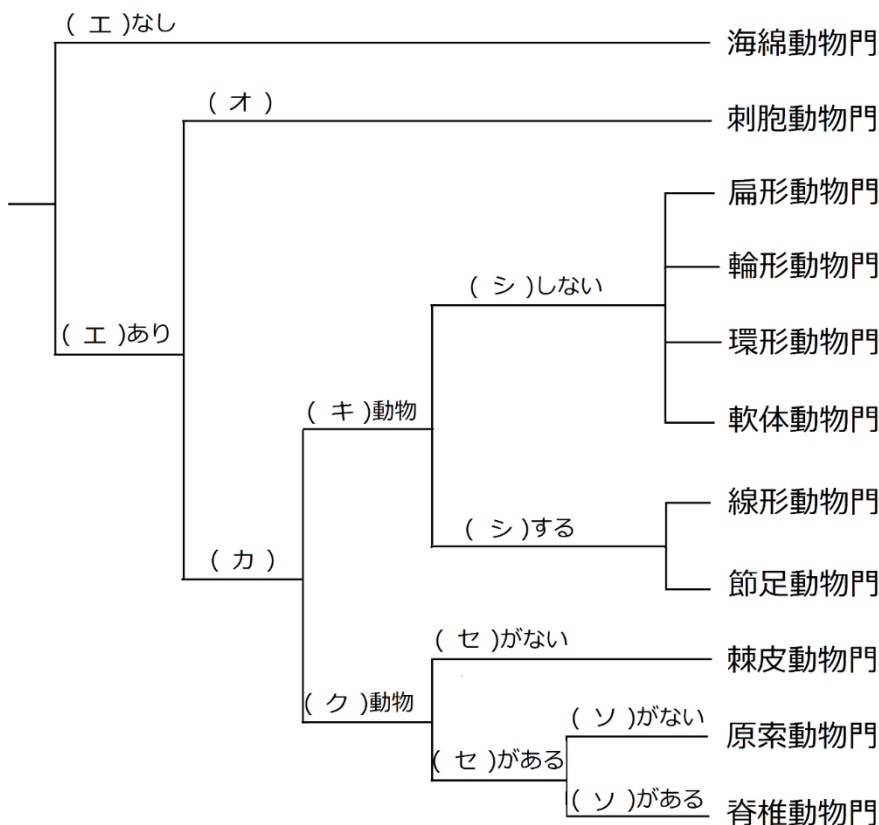 ( エ )なし
海綿動物門
( オ )
刺胞動物門
扁形動物門
輪形動物門
( シ )しない
( エ )あり
環形動物門
( キ )動物
軟体動物門
線形動物門
( シ )する
( カ )
節足動物門
( セ )がない
棘皮動物門
( ク )動物
( ソ )がない
原索動物門
( セ )がある
( ソ )がある
脊椎動物門